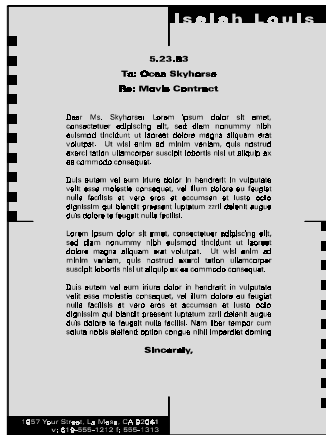 Isaiah Louis
5.23.83
To: Ocea Skyhorse
Re: Movie Contract
Dear Ms. Skyhorse: Lorem ipsum dolor sit amet,
consectetuer adipiscing elit, sed diam nonummy nibh
euismod tincidunt ut laoreet dolore magna aliquam erat
volutpat. Ut wisi enim ad minim veniam, quis nostrud
exerci tation ullamcorper suscipit lobortis nisl ut aliquip ex
ea commodo consequat.
Duis autem vel eum iriure dolor in hendrerit in vulputate
velit esse molestie consequat, vel illum dolore eu feugiat
nulla facilisis at vero eros et accumsan et iusto odio
dignissim qui blandit praesent luptatum zzril delenit augue
duis dolore te feugait nulla facilisi.
Lorem ipsum dolor sit amet, consectetuer adipiscing elit,
sed diam nonummy nibh euismod tincidunt ut laoreet
dolore magna aliquam erat volutpat. Ut wisi enim ad
minim veniam, quis nostrud exerci tation ullamcorper
suscipit lobortis nisl ut aliquip ex ea commodo consequat.
Duis autem vel eum iriure dolor in hendrerit in vulputate
velit esse molestie consequat, vel illum dolore eu feugiat
nulla facilisis at vero eros et accumsan et iusto odio
dignissim qui blandit praesent luptatum zzril delenit augue
duis dolore te feugait nulla facilisi. Nam liber tempor cum
soluta nobis eleifend option congue nihil imperdiet doming
Sincerely,
1957 Your Street, La Mesa, CA 92041
v: 619-555-1212 f: 555-1313